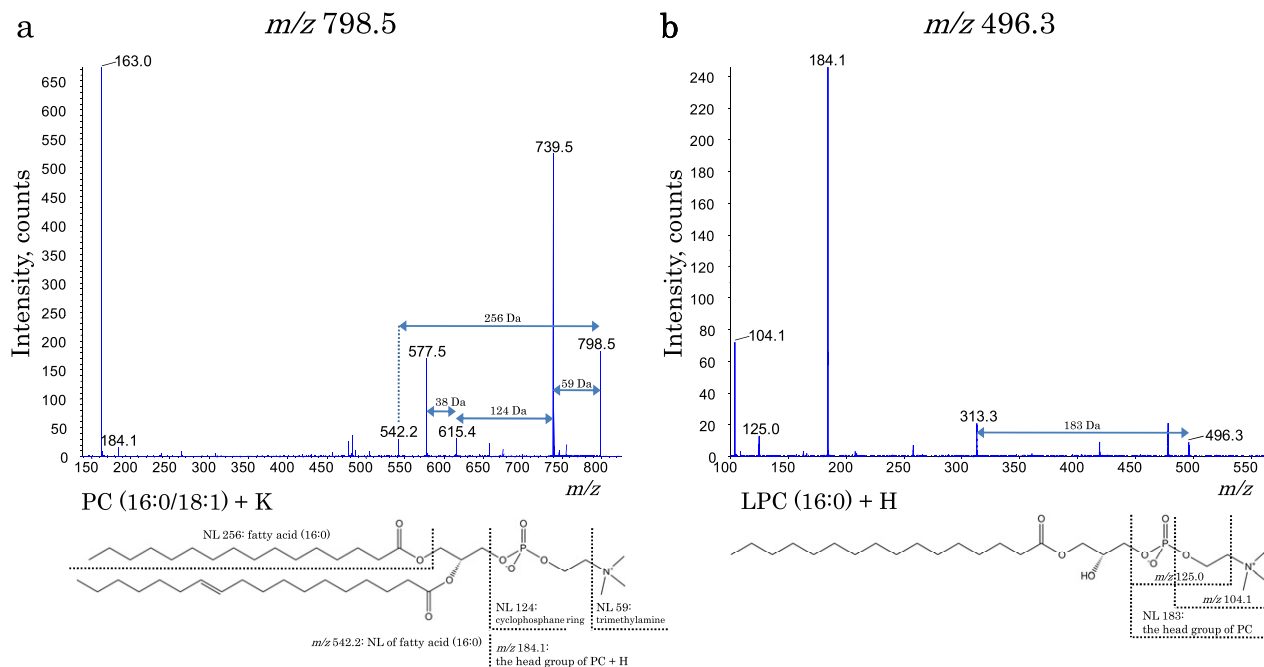 a
m/z 798.5
163.0
650
600
550
500
450
400
350
300
250
200
150
100
50
0
Intensity, counts
739.5
256 Da
577.5
798.5
59 Da
38 Da
124 Da
542.2
615.4
184.1
150 200 250 300 350 400 450 500 550 600 650 700 750 800
m/z
PC (16:0/18:1) + K
NL 256: fatty acid (16:0)
O
O
O
O
O
P
O
-O
N+
NL 124:
cyclophosphane ring
NL 59:
trimethylamine
m/z 542.2: NL of fatty acid (16:0)
m/z 184.1:
the head group of PC + H
b
m/z 496.3
184.1
240
220
200
180
160
140
120
100
80
60
40
20
0
Intensity, counts
104.1
125.0
313.3
183 Da
496.3
100 150 200 250 300 350 400 450 500 550
m/z
LPC (16:0) + H
O
O
HO
O
O
P
O
-O
N+
m/z 125.0
m/z 104.1
NL 183:
the head group of PC